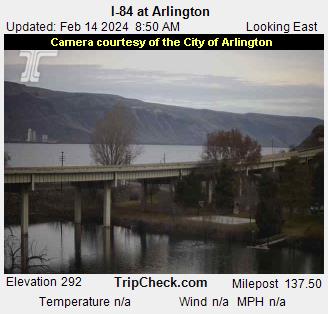 I-84 at Arlington
Updated: Feb 14 2024 8:50 AM Looking East
Camera courtesy of the City of Arlington
Elevation 292 TripCheck.com Milepost 137.50
Temperature n/a Wind n/a MPH n/a